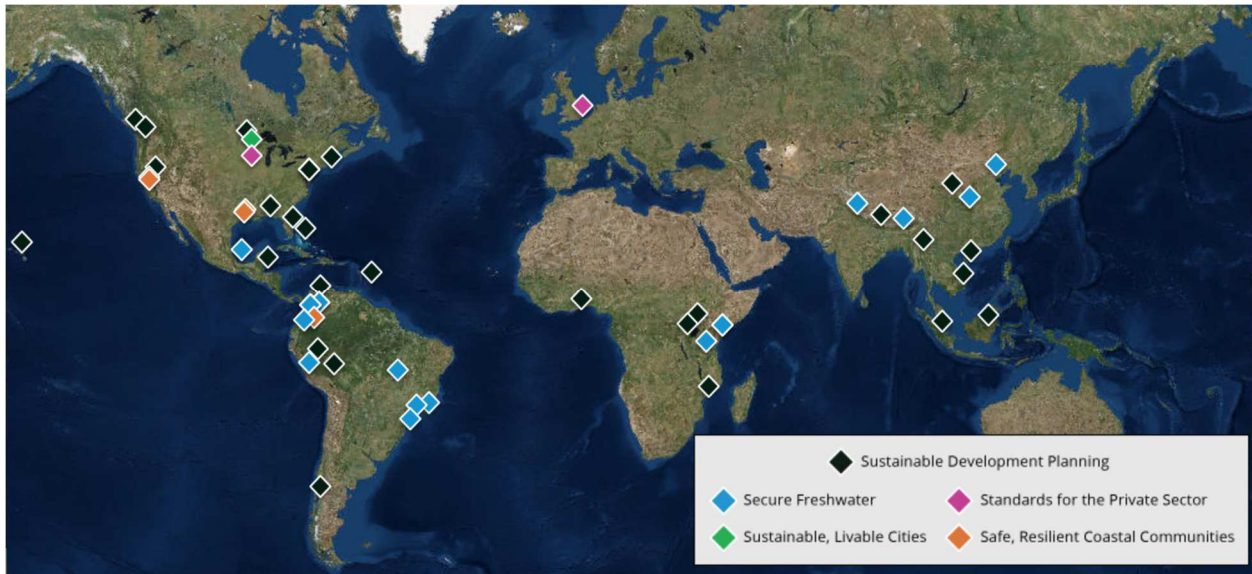 Sustainable Development Planning
Secure Freshwater
Standards for the Private Sector
Sustainable, Livable Cities
Safe, Resilient Coastal Communities